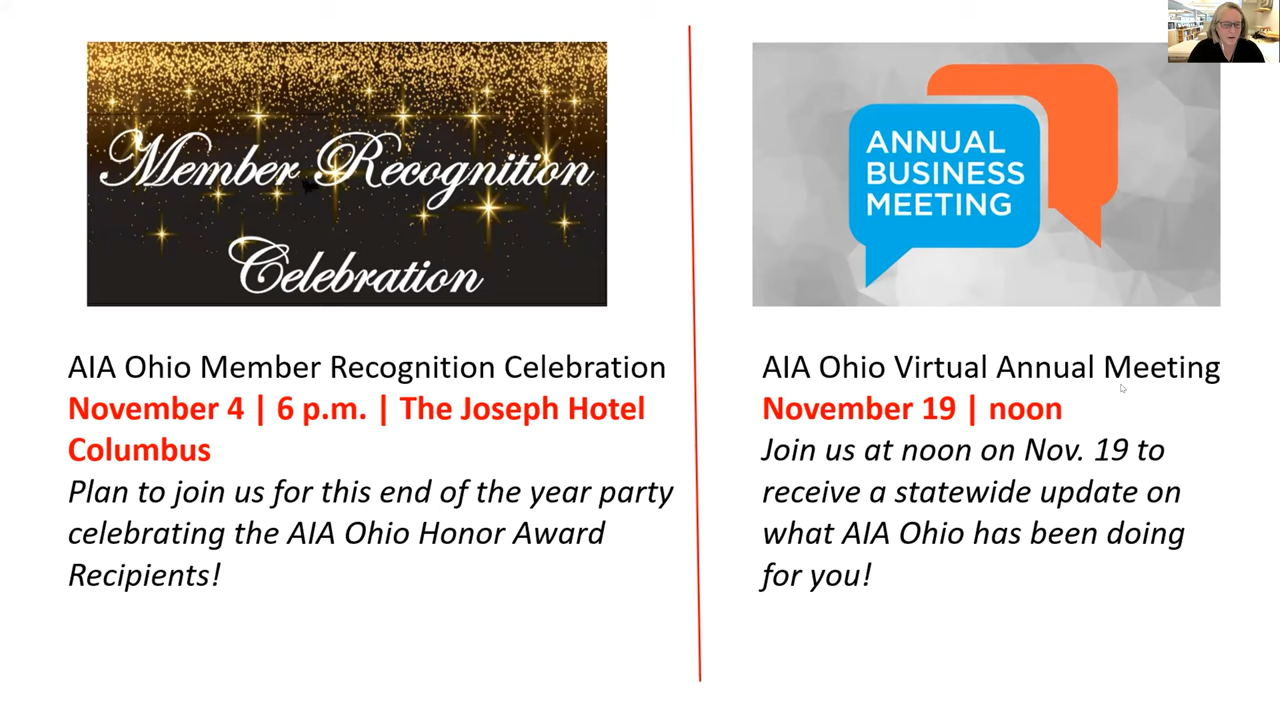 Member Recognition
Celebration
AIA Ohio Member Recognition Celebration
November 4 | 6 p.m. | The Joseph Hotel
Columbus
Plan to join us for this end of the year party
celebrating the AIA Ohio Honor Award
Recipients!
ANNUAL
BUSINESS
MEETING
AIA Ohio Virtual Annual Meeting
November 19 | noon
Join us at noon on Nov. 19 to
receive a statewide update on
what AIA Ohio has been doing
for you!